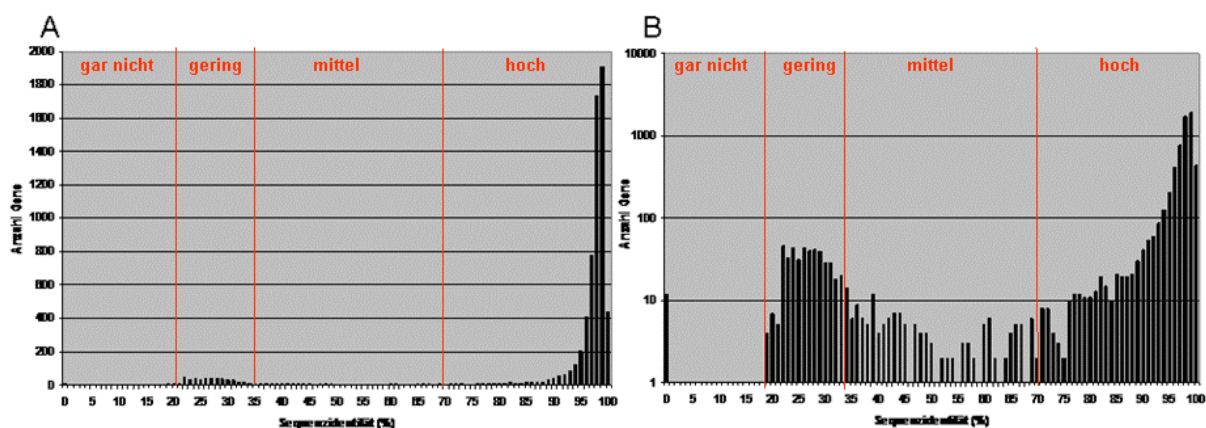 A
2000
1800
1600
1400
1200
1000
800
600
400
200
0
gar nicht gering mittel hoch
Anzahl Gene
0 5 10 15 20 25 30 35 40 45 50 55 60 65 70 75 80 85 90 95 100
Sequenzidentität (%)
B
10000
1000
100
10
1
gar nicht gering mittel hoch
Anzahl Gene
0 5 10 15 20 25 30 35 40 45 50 55 60 65 70 75 80 85 90 95 100
Sequenzidentität (%)